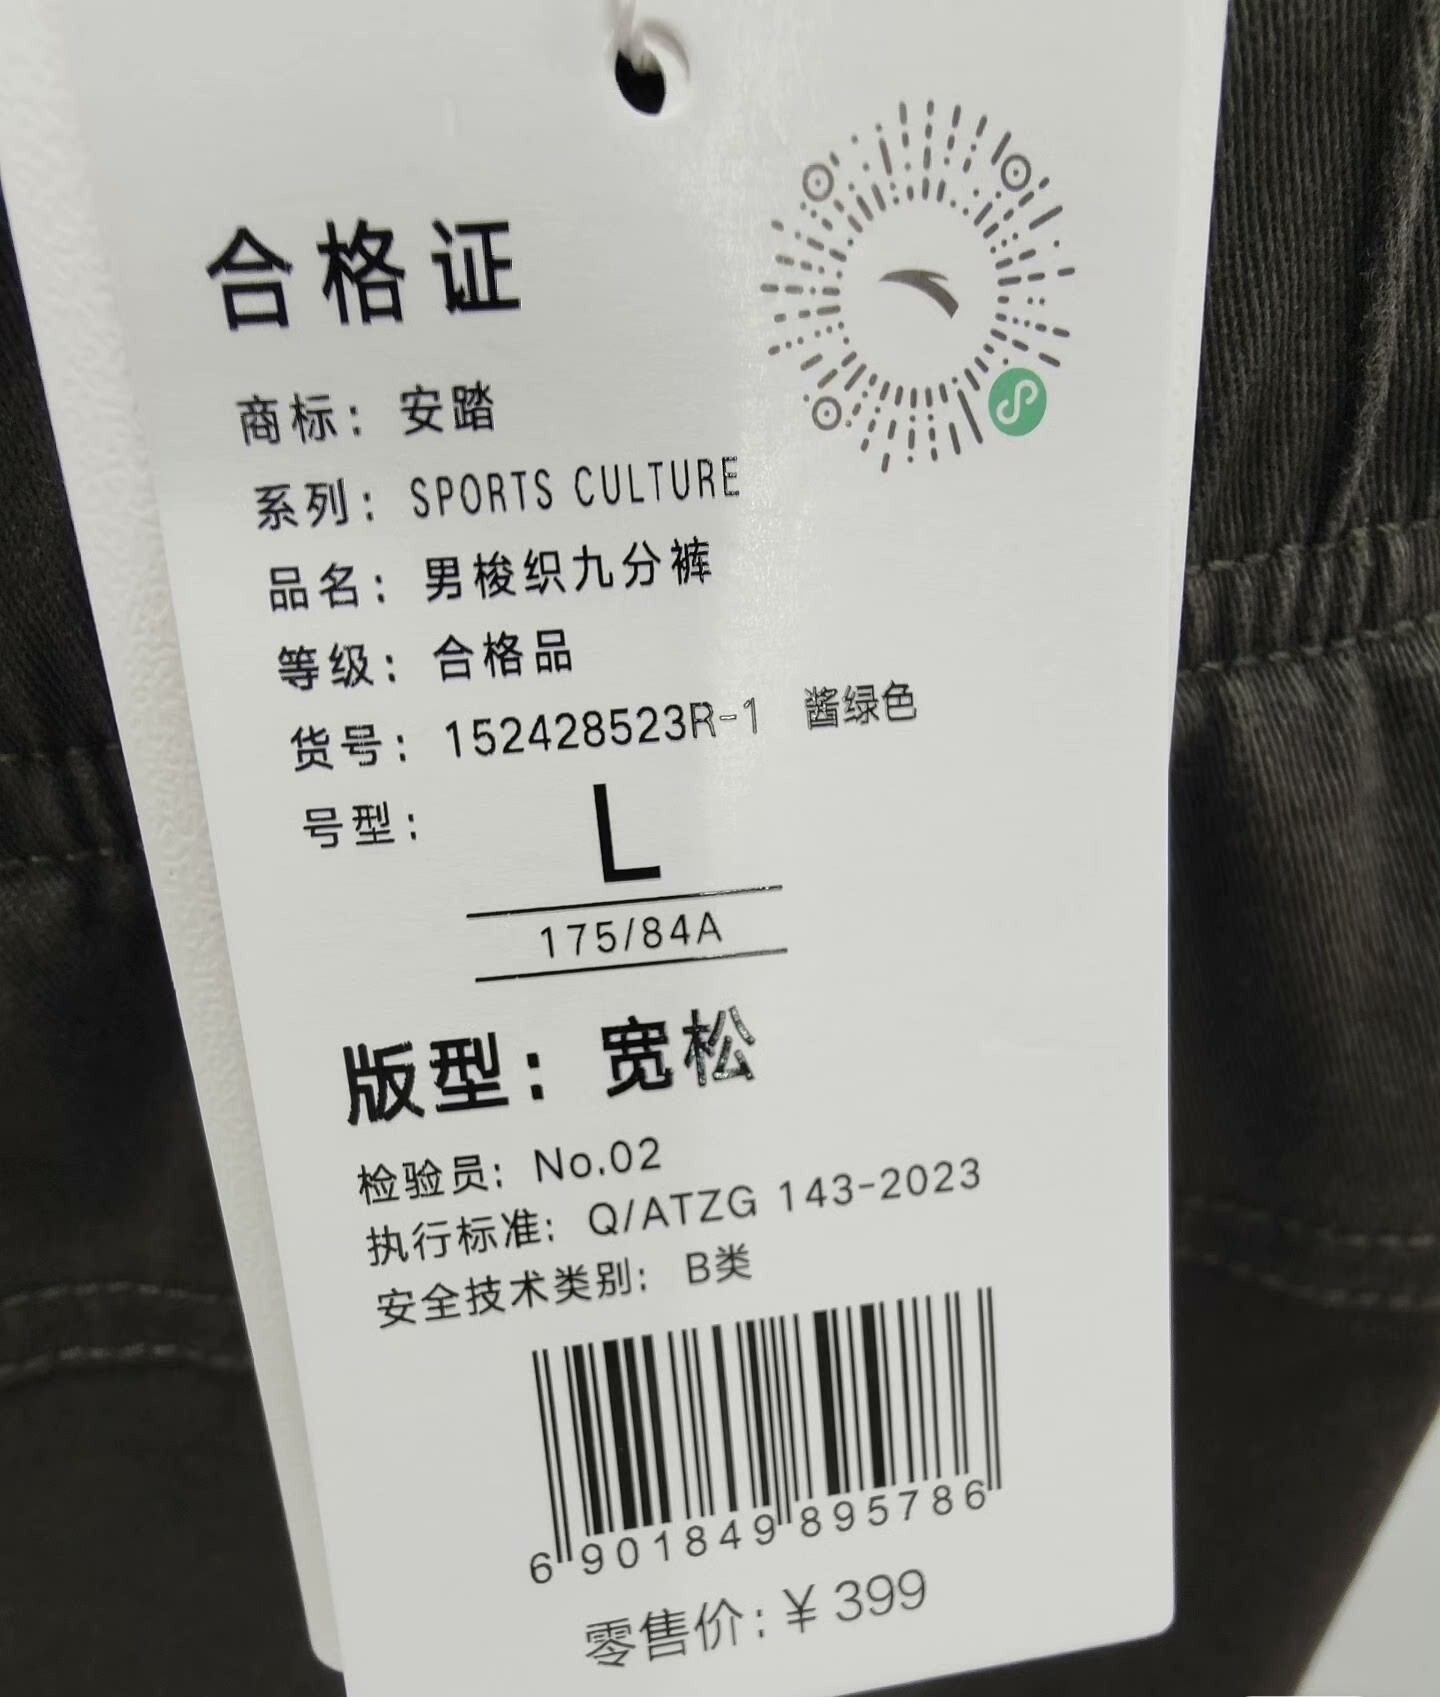 合格证
商标：安踏
系列：SPORTS CULTURE
品名：男梭织九分裤
等级：合格品
货号：152428523R-1 酱绿色
号型：L
175/84A
版型：宽松
检验员：No.02
执行标准：Q/ATZG 143-2023
安全技术类别：B类
6 901849 895786
零售价：¥399